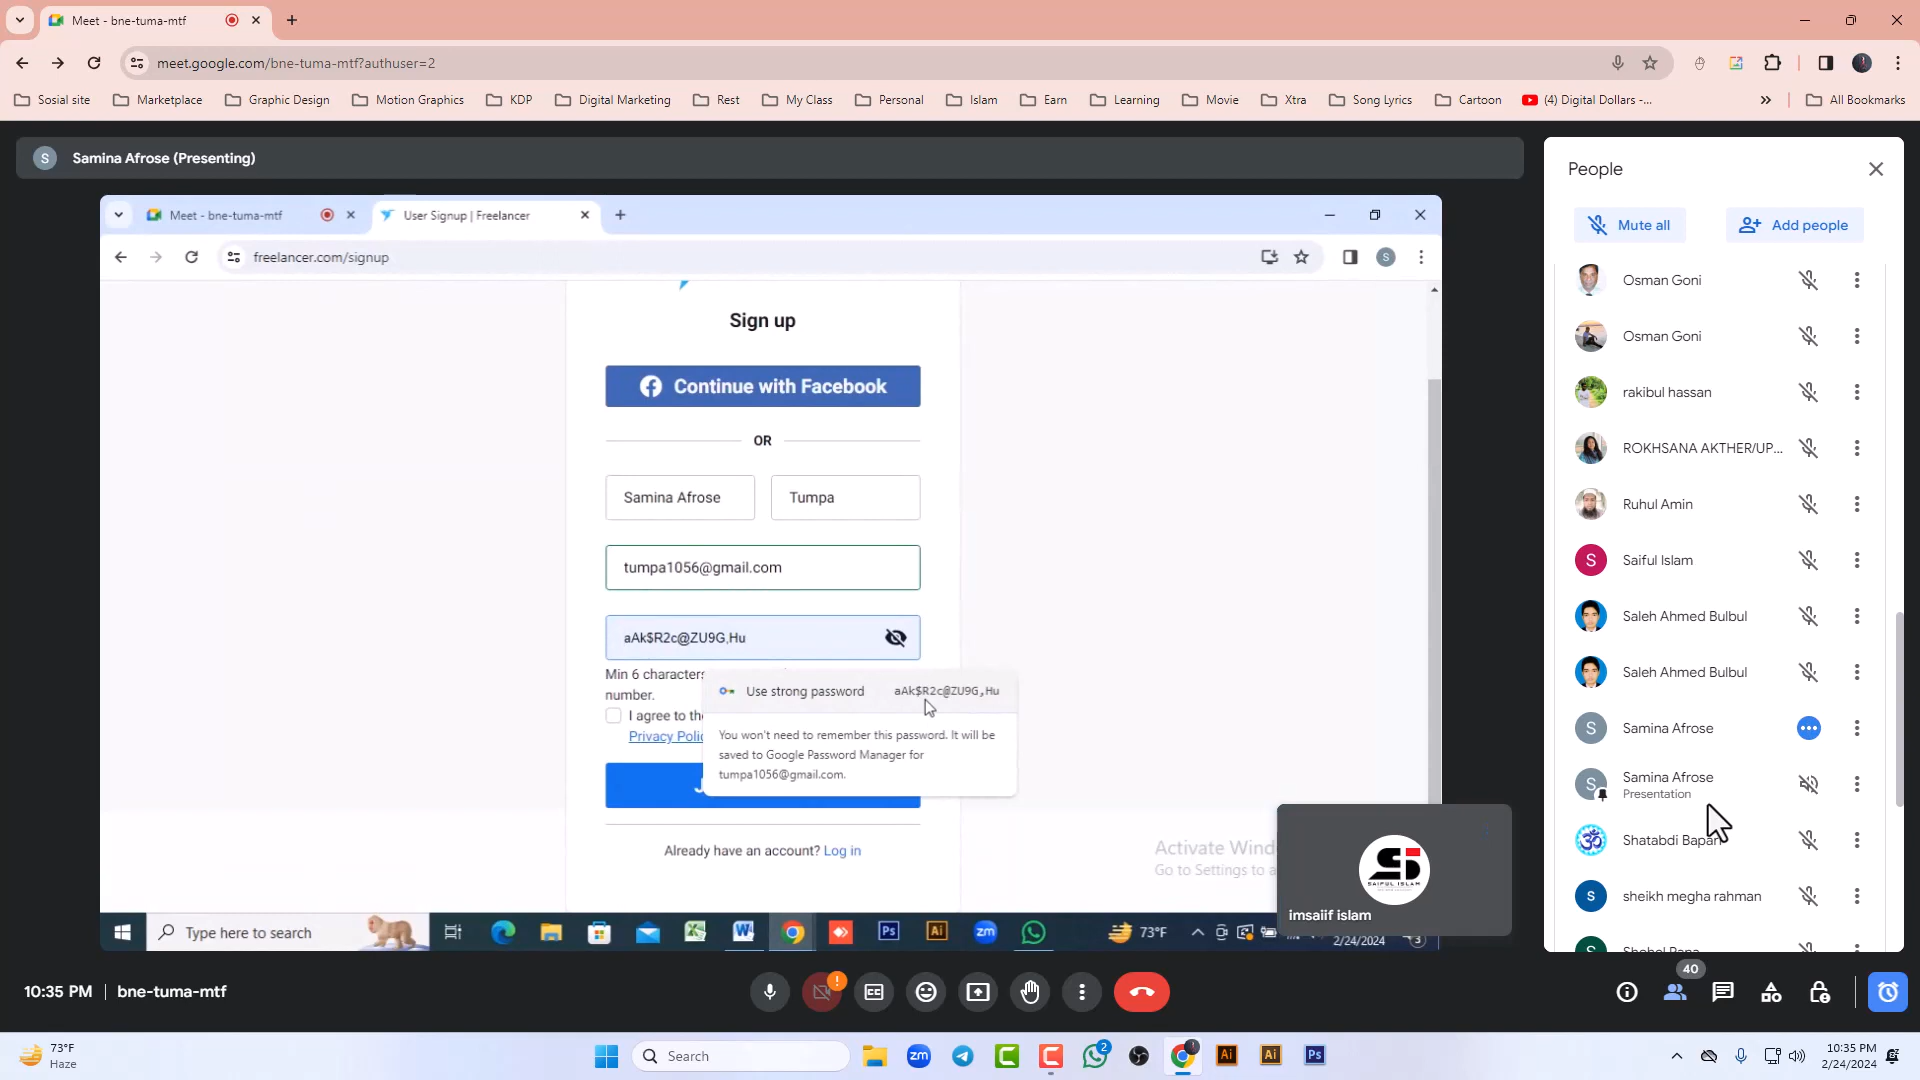 Meet - bne-tuma-mtf
meet.google.com/bne-tuma-mtf?authuser=2
Sosial site
Marketplace
Graphic Design
Motion Graphics
KDP
Digital Marketing
Rest
My Class
Personal
Islam
Earn
Learning
Movie
Xtra
Song Lyrics
Cartoon
(4) Digital Dollars -...
All Bookmarks
S Samina Afrose (Presenting)
Meet - bne-tuma-mtf
User Signup | Freelancer
freelancer.com/signup
S
Sign up
Continue with Facebook
OR
Samina Afrose
Tumpa
tumpa1056@gmail.com
aAk$R2c@ZU9G,Hu
Min 6 characters
number.
I agree to the
Privacy Polic
Use strong password aAk$R2c@ZU9G,Hu
You won't need to remember this password. It will be
saved to Google Password Manager for
tumpa1056@gmail.com.
J
Already have an account? Log in
Activate Wind
Go to Settings to a
Type here to search
73°F
2/24/2024
3
SAIFUL ISLAM
imsaiif islam
People
Mute all
Add people
Osman Goni
Osman Goni
rakibul hassan
ROKHSANA AKTHER/UP...
Ruhul Amin
S Saiful Islam
Saleh Ahmed Bulbul
Saleh Ahmed Bulbul
S Samina Afrose
S Samina Afrose
Presentation
Shatabdi Bapari
s sheikh megha rahman
10:35 PM | bne-tuma-mtf
40
73°F
Haze
Search
2
10:35 PM
2/24/2024